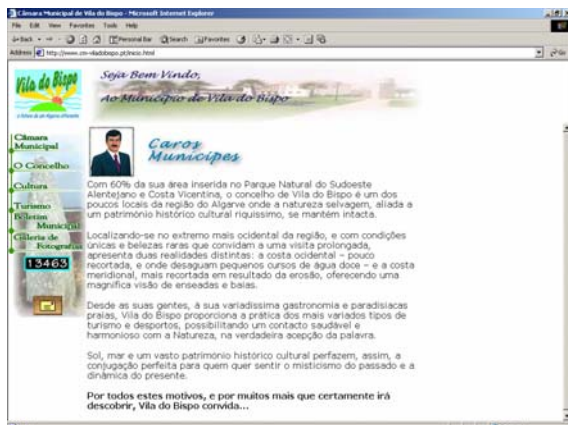 Câmara Municipal de Vila do Bispo - Microsoft Internet Explorer
File Edit View Favorites Tools Help
Back Personal Bar Search Favorites
Address http://www.cm-viladobispo.pt/Inicio.html
Vila do Bispo
Seja Bem Vindo,
Ao Município de Vila do Bispo
Caros
Munícipes
Câmara
Municipal
O Concelho
Cultura
Turismo
Boletim
Municipal
Galeria de
Fotografias
13463
Com 60% da sua área inserida no Parque Natural do Sudoeste
Alentejano e Costa Vicentina, o concelho de Vila do Bispo é um dos
poucos locais da região do Algarve onde a natureza selvagem, aliada a
um património histórico cultural riquíssimo, se mantém intacta.
Localizando-se no extremo mais ocidental da região, e com condições
únicas e belezas raras que convidam a uma visita prolongada,
apresenta duas realidades distintas: a costa ocidental – pouco
recortada, e onde desaguam pequenos cursos de água doce – e a costa
meridional, mais recortada em resultado da erosão, oferecendo uma
magnífica visão de enseadas e baias.
Desde as suas gentes, à sua variadíssima gastronomia e paradisíacas
praias, Vila do Bispo proporciona a prática dos mais variados tipos de
turismo e desportos, possibilitando um contacto saudável e
harmonioso com a Natureza, na verdadeira acepção da palavra.
Sol, mar e um vasto património histórico cultural perfazem, assim, a
conjugação perfeita para quem quer sentir o misticismo do passado e a
dinâmica do presente.
Por todos estes motivos, e por muitos mais que certamente irá
descobrir, Vila do Bispo convida...